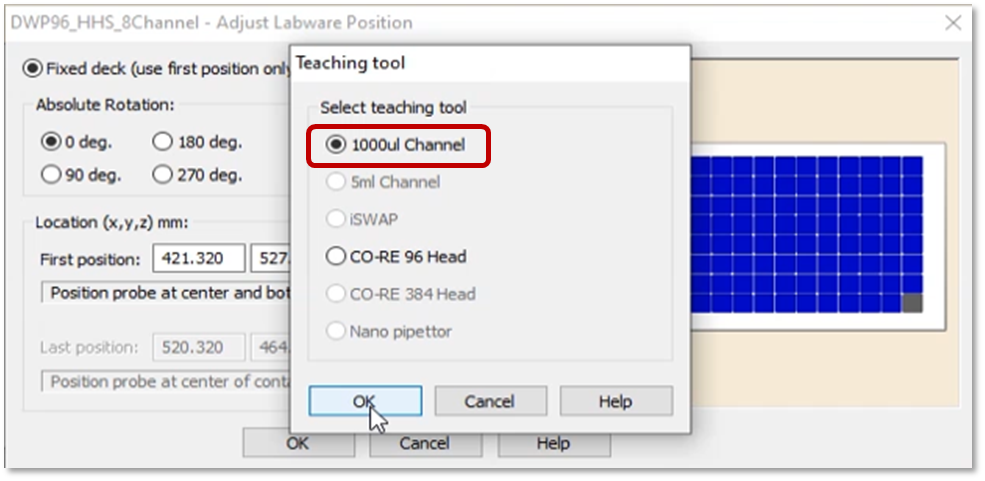 DWP96_HHS_8Channel - Adjust Labware Position
Fixed deck (use first position only
Absolute Rotation:
0 deg.
180 deg.
90 deg.
270 deg.
Location (x,y,z) mm:
First position:
421.320
527.
Position probe at center and bot
Last position:
520.320
464.
Position probe at center of conta
OK
Cancel
Help
Teaching tool
Select teaching tool
1000ul Channel
5ml Channel
iSWAP
CO-RE 96 Head
CO-RE 384 Head
Nano pipettor
OK
Cancel
Help